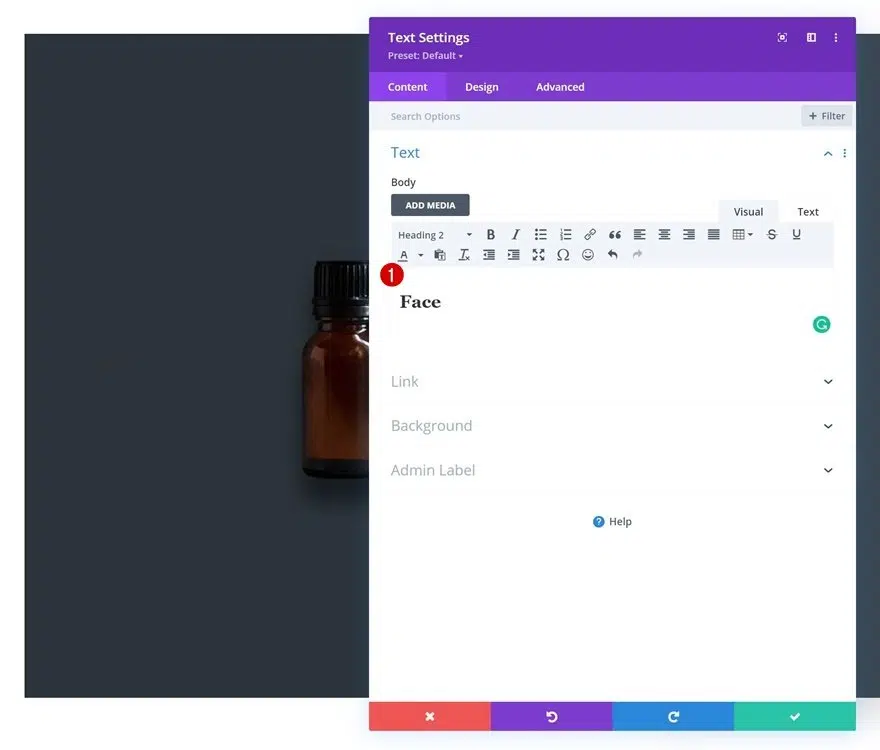 Text Settings
Preset: Default
Content Design Advanced
Search Options + Filter
Text
Body
ADD MEDIA
Visual Text
Heading 2 B I S U
A
1
Face
Link
Background
Admin Label
? Help